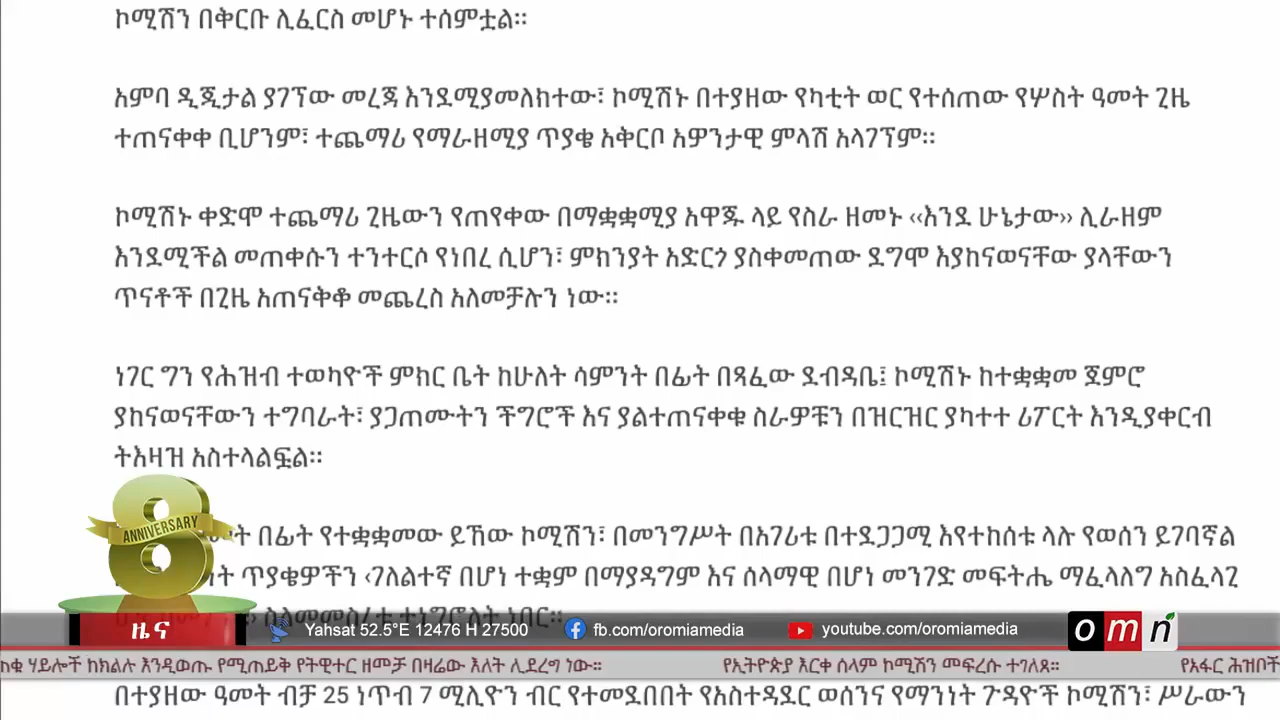 ኮሚሽን በቅርቡ ሊፈርስ መሆኑ ተሰምቷል።
አምባ ዲጂታል ያገኘው መረጃ እንደሚያመለክተው፣ ኮሚሽኑ በተያዘው የካቲት ወር የተሰጠው የሦስት ዓመት ጊዜ
ተጠናቀቀ ቢሆንም፣ ተጨማሪ የማራዘሚያ ጥያቄ አቅርቦ አዎንታዊ ምላሽ አላገኘም።
ኮሚሽኑ ቀድሞ ተጨማሪ ጊዜውን የጠየቀው በማቋቋሚያ አዋጁ ላይ የስራ ዘመኑ ‹‹እንደ ሁኔታው›› ሊራዘም
እንደሚችል መጠቀሱን ተንተርሶ የነበረ ሲሆን፣ ምክንያት አድርጎ ያስቀመጠው ደግሞ እያከናወናቸው ያላቸውን
ጥናቶች በጊዜ አጠናቅቆ መጨረስ አለመቻሉን ነው።
ነገር ግን የሕዝብ ተወካዮች ምክር ቤት ከሁለት ሳምንት በፊት በጻፈው ደብዳቤ፤ ኮሚሽኑ ከተቋቋመ ጀምሮ
ያከናወናቸውን ተግባራት፣ ያጋጠሙትን ችግሮች እና ያልተጠናቀቁ ስራዎቹን በዝርዝር ያካተተ ሪፖርት እንዲያቀርብ
ትእዛዝ አስተላልፏል።
8 ANNIVERSARY
በፊት የተቋቋመው ይኸው ኮሚሽን፣ በመንግሥት በአገሪቱ በተደጋጋሚ እየተከሰቱ ላሉ የወሰን ይገባኛል
ጥያቄዎችን ‹ገለልተኛ በሆነ ተቋም በማያዳግም እና ሰላማዊ በሆነ መንገድ መፍትሔ ማፈላለግ አስፈላጊ
ስለመመስረቱ ተነግሮለት ነበር።
ዜና Yahsat 52.5°E 12476 H 27500 fb.com/oromiamedia youtube.com/oromiamedia omn
ሃይሎች ከክልሉ እንዲወጡ የሚጠይቅ የትዊተር ዘመቻ በዛሬው እለት ሊደረግ ነው። የኢትዮጵያ እርቀ ሰላም ኮሚሽን መፍረሱ ተገለጸ። የአፋር ሕዝቦች
በተያዘው ዓመት ብቻ 25 ነጥብ 7 ሚሊዮን ብር የተመደበበት የአስተዳደር ወሰንና የማንነት ጉዳዮች ኮሚሽን፣ ሥራውን